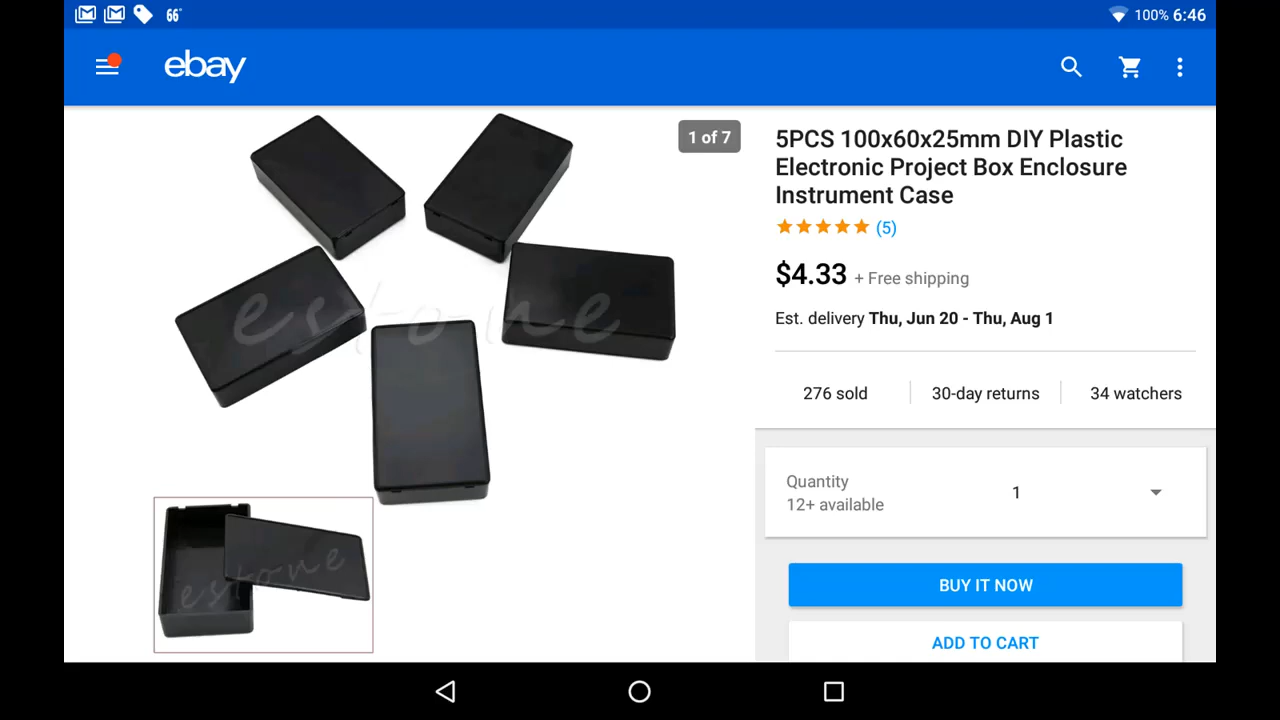 66°
100% 6:46
ebay
1 of 7
estone
estone
5PCS 100x60x25mm DIY Plastic
Electronic Project Box Enclosure
Instrument Case
(5)
$4.33 + Free shipping
Est. delivery Thu, Jun 20 - Thu, Aug 1
276 sold
30-day returns
34 watchers
Quantity
12+ available
1
BUY IT NOW
ADD TO CART